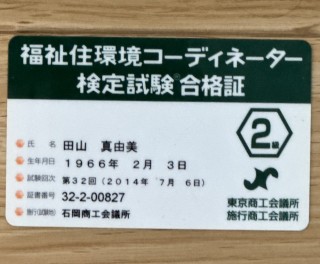 福祉住環境コーディネーター
検定試験®合格証
氏名 田山 真由美
生年月日 1966年 2月 3日
試験回次 第32回(2014年 7月 6日)
証書番号 32-2-00827
施行(試験地) 石岡商工会議所
2級
東京商工会議所
施行商工会議所